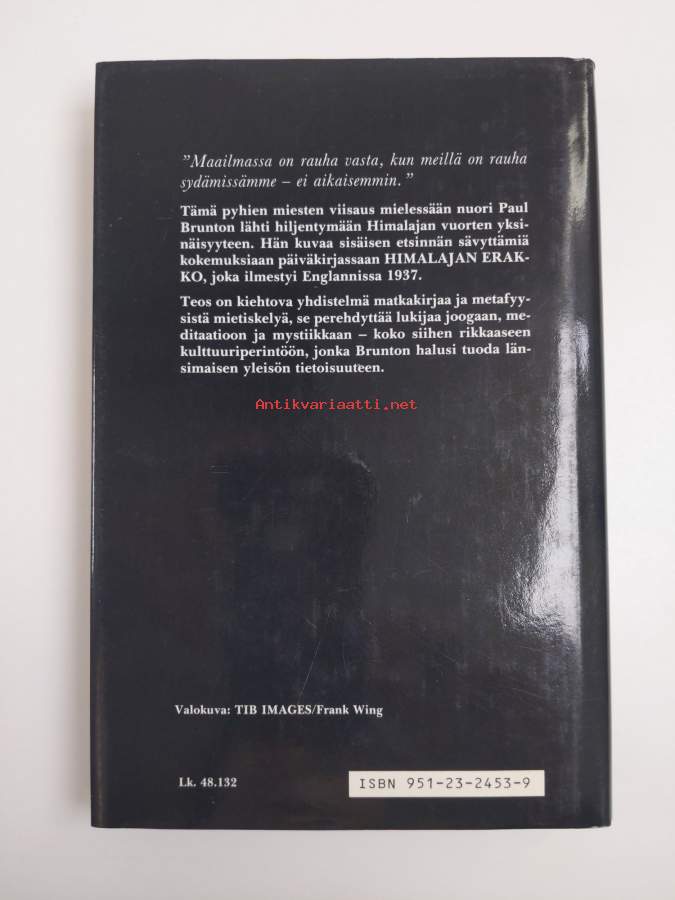 "Maailmassa on rauha vasta, kun meillä on rauha
sydämissämme – ei aikaisemmin."
Tämä pyhien miesten viisaus mielessään nuori Paul
Brunton lähti hiljentymään Himalajan vuorten yksi-
näisyyteen. Hän kuvaa sisäisen etsinnän sävyttämiä
kokemuksiaan päiväkirjassaan HIMALAJAN ERAK-
KO, joka ilmestyi Englannissa 1937.
Teos on kiehtova yhdistelmä matkakirjaa ja metafyy-
sistä mietiskelyä, se perehdyttää lukijaa joogaan, me-
ditaatioon ja mystiikkaan – koko siihen rikkaaseen
kulttuuriperintöön, jonka Brunton halusi tuoda län-
simaisen yleisön tietoisuuteen.
Antikvariaatti.net
Valokuva: TIB IMAGES/Frank Wing
Lk. 48.132
ISBN 951-23-2453-9